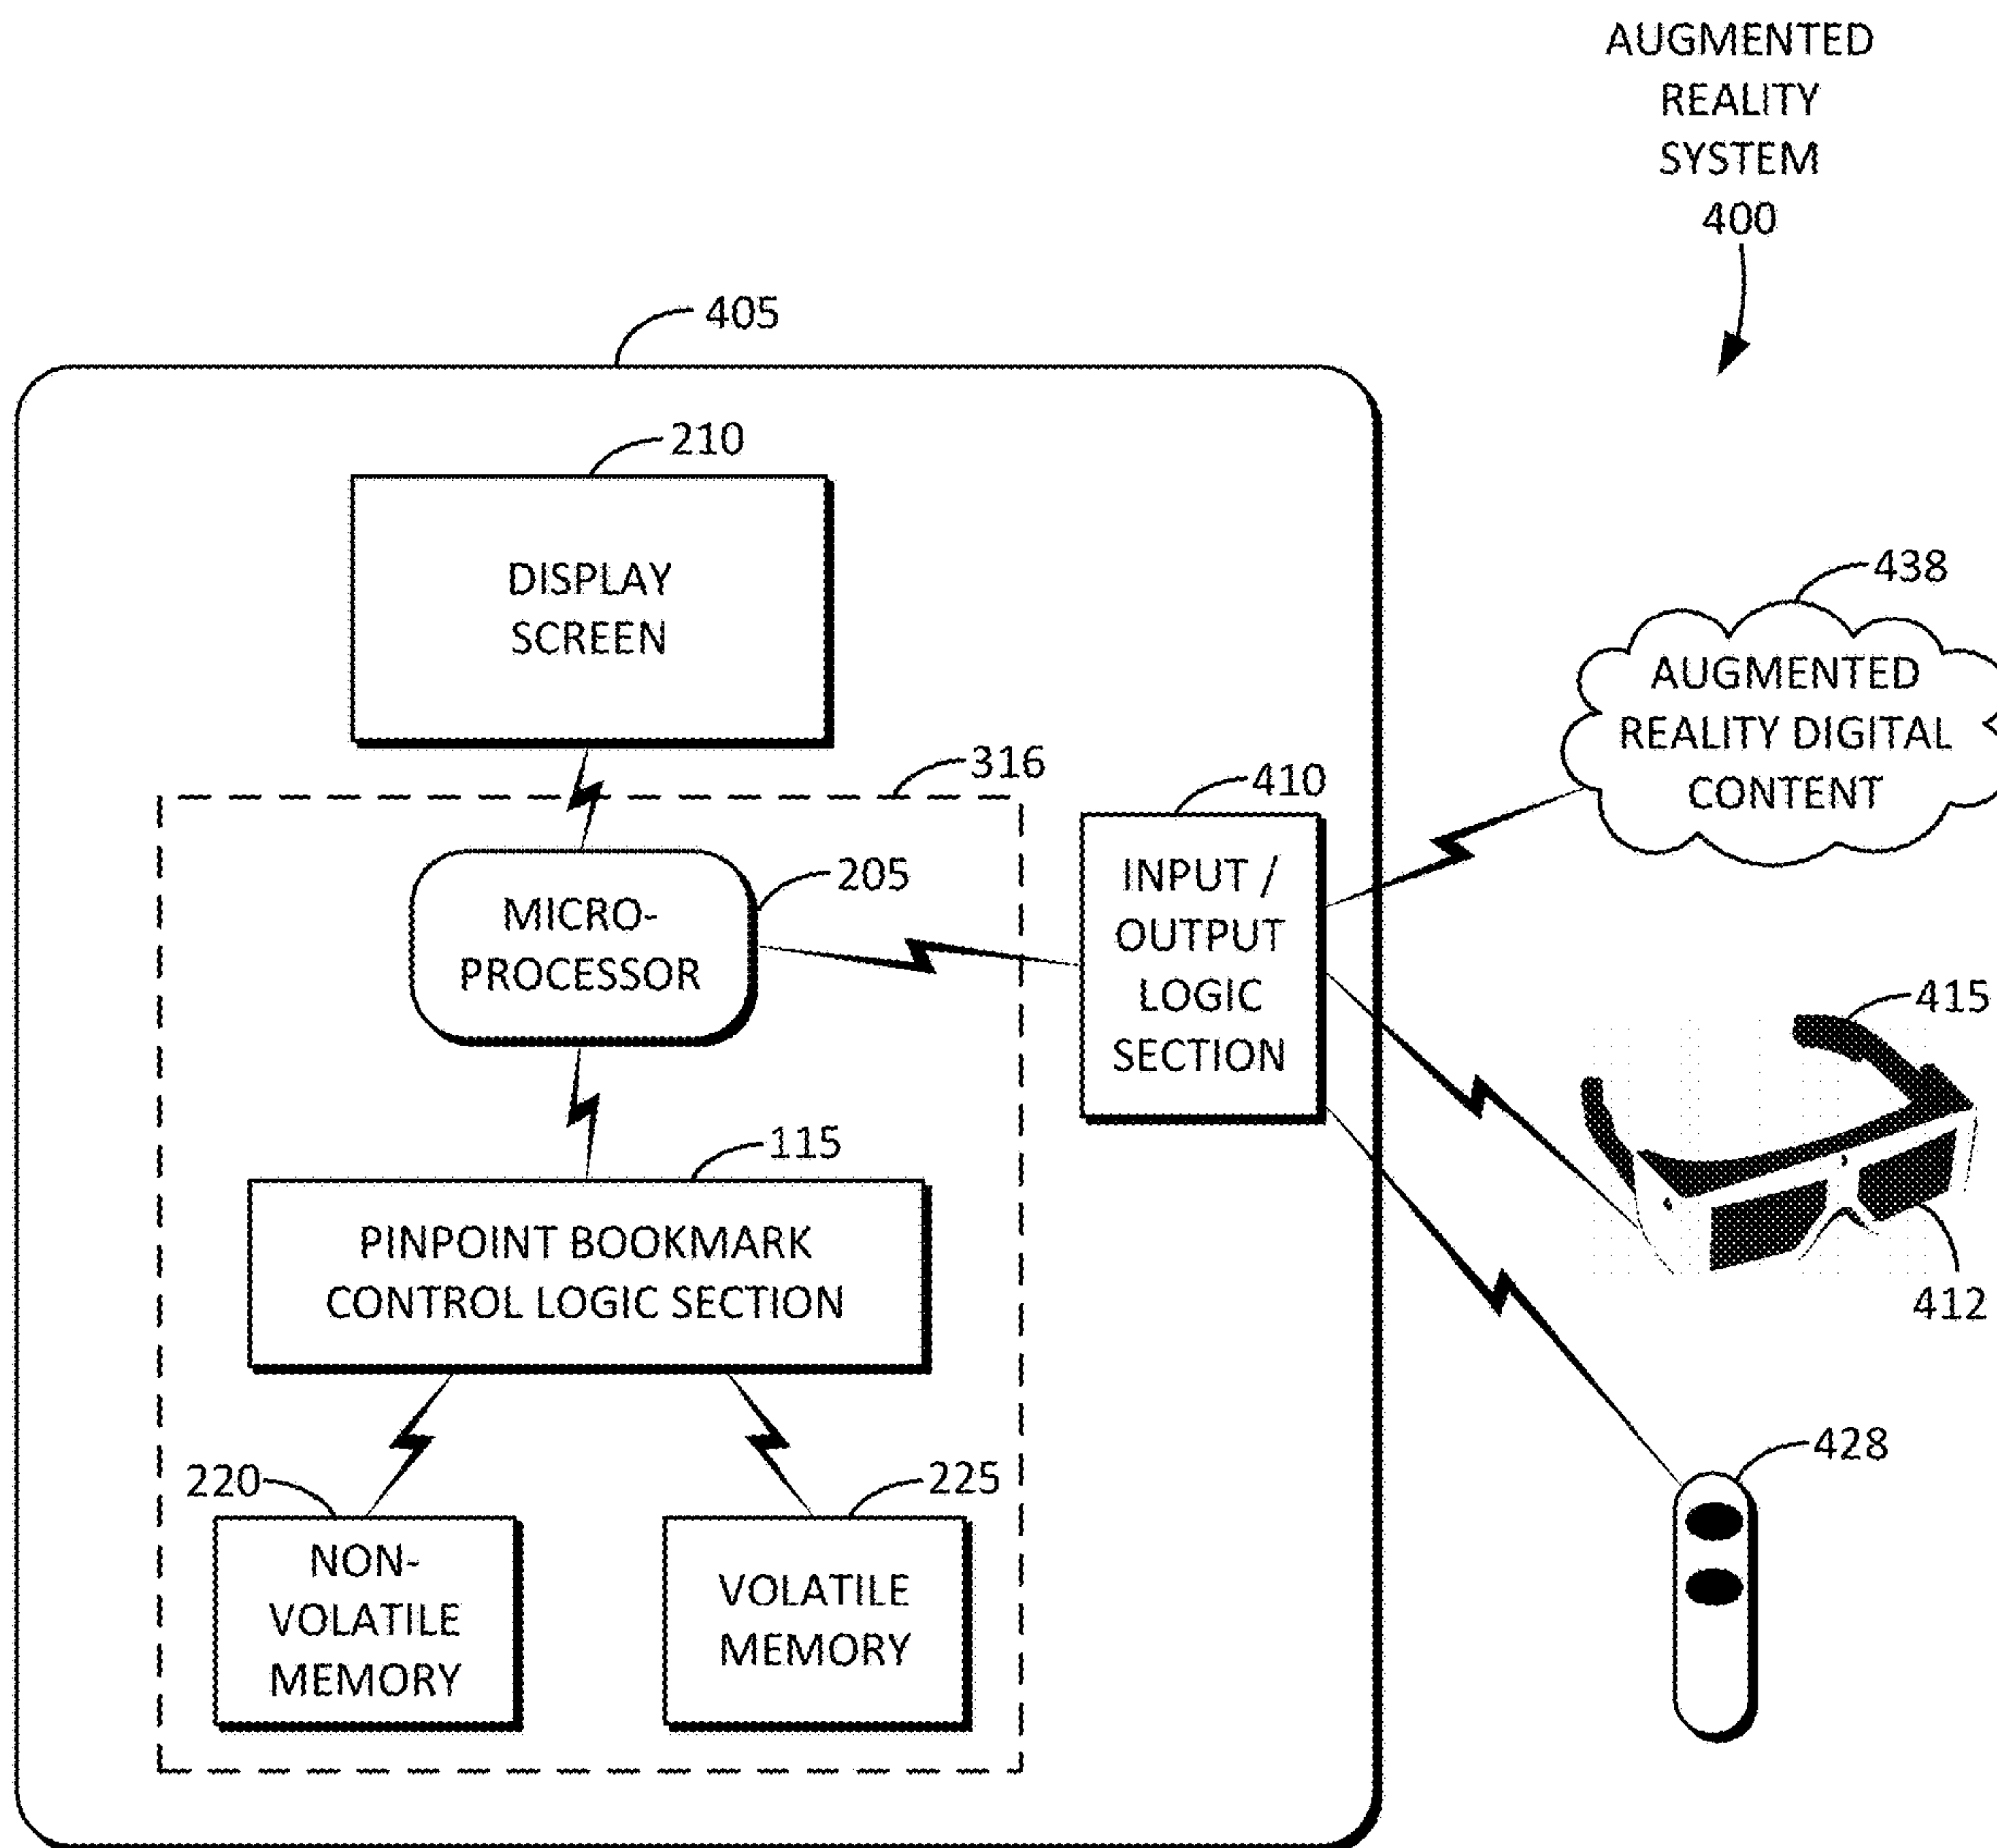 AUGMENTED
REALITY
SYSTEM
400
405
210
DISPLAY
SCREEN
438
AUGMENTED
REALITY DIGITAL
CONTENT
316
410
INPUT /
OUTPUT
LOGIC
SECTION
205
MICRO-
PROCESSOR
415
412
115
PINPOINT BOOKMARK
CONTROL LOGIC SECTION
428
220
NON-
VOLATILE
MEMORY
225
VOLATILE
MEMORY